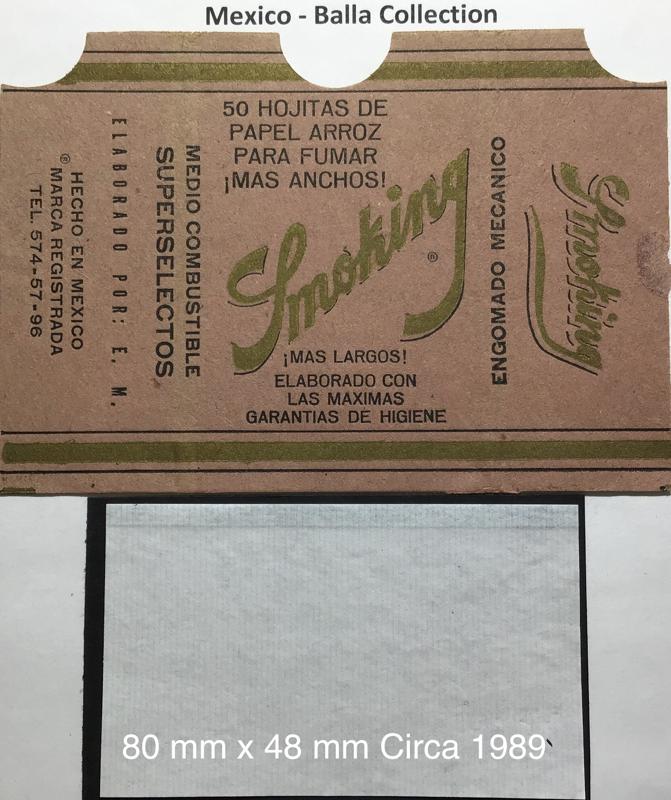 Mexico - Balla Collection
HECHO EN MEXICO
® MARCA REGISTRADA
TEL. 574-57-96
ELABORADO POR: E. M.
MEDIO COMBUSTIBLE
SUPERSELECTOS
50 HOJITAS DE
PAPEL ARROZ
PARA FUMAR
¡MAS ANCHOS!
Smoking
®
¡MAS LARGOS!
ELABORADO CON
LAS MAXIMAS
GARANTIAS DE HIGIENE
ENGOMADO MECANICO
Smoking
80 mm x 48 mm Circa 1989